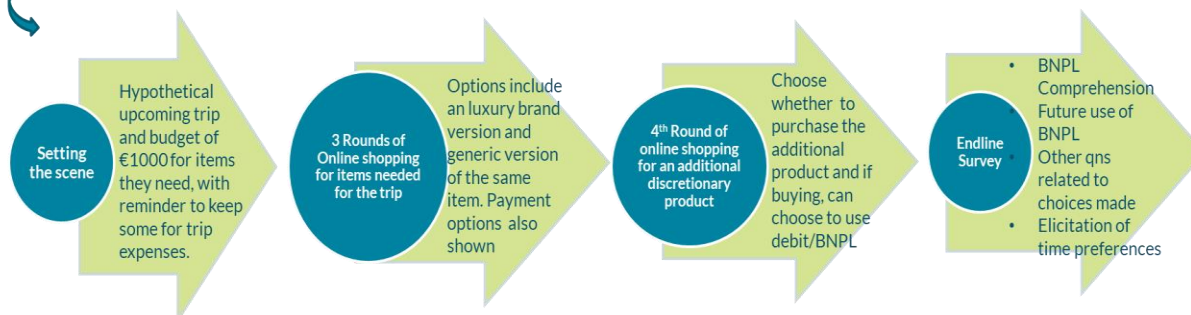 Setting
the scene
Hypothetical
upcoming trip
and budget of
€1000 for items
they need, with
reminder to keep
some for trip
expenses.
3 Rounds of
Online shopping
for items needed
for the trip
Options include
an luxury brand
version and
generic version
of the same
item. Payment
options also
shown
4th Round of
online shopping
for an additional
discretionary
product
Choose
whether to
purchase the
additional
product and if
buying, can
choose to use
debit/BNPL
Endline
Survey
• BNPL
Comprehension
• Future use of
BNPL
• Other qns
related to
choices made
• Elicitation of
time preferences